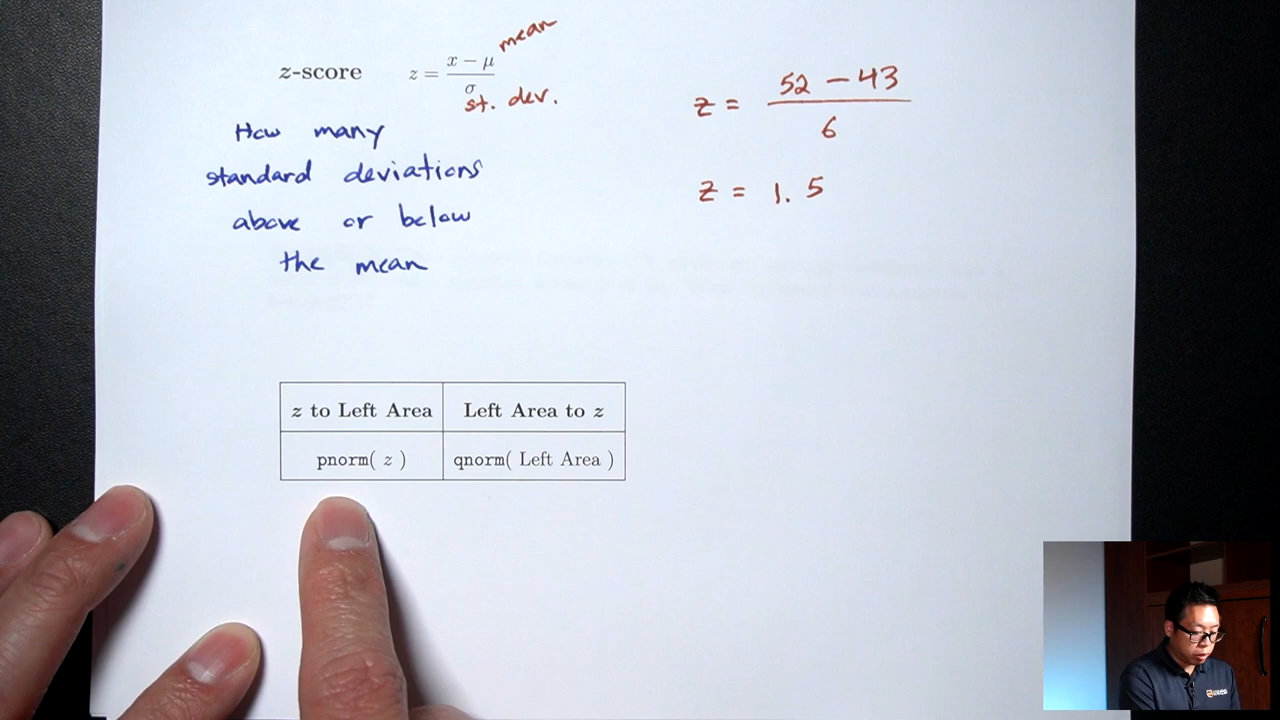 z-score z = x − μ / σ
mean
st. dev.
How many
standard deviations
above or below
the mean
z = 52 − 43 / 6
z = 1.5
z to Left Area Left Area to z
pnorm( z ) qnorm( Left Area )